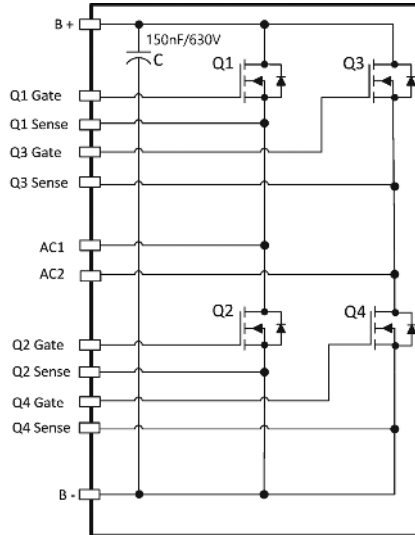 B +
150nF/630V
C
Q1
Q3
Q1 Gate
Q1 Sense
Q3 Gate
Q3 Sense
AC1
AC2
Q2
Q4
Q2 Gate
Q2 Sense
Q4 Gate
Q4 Sense
B -